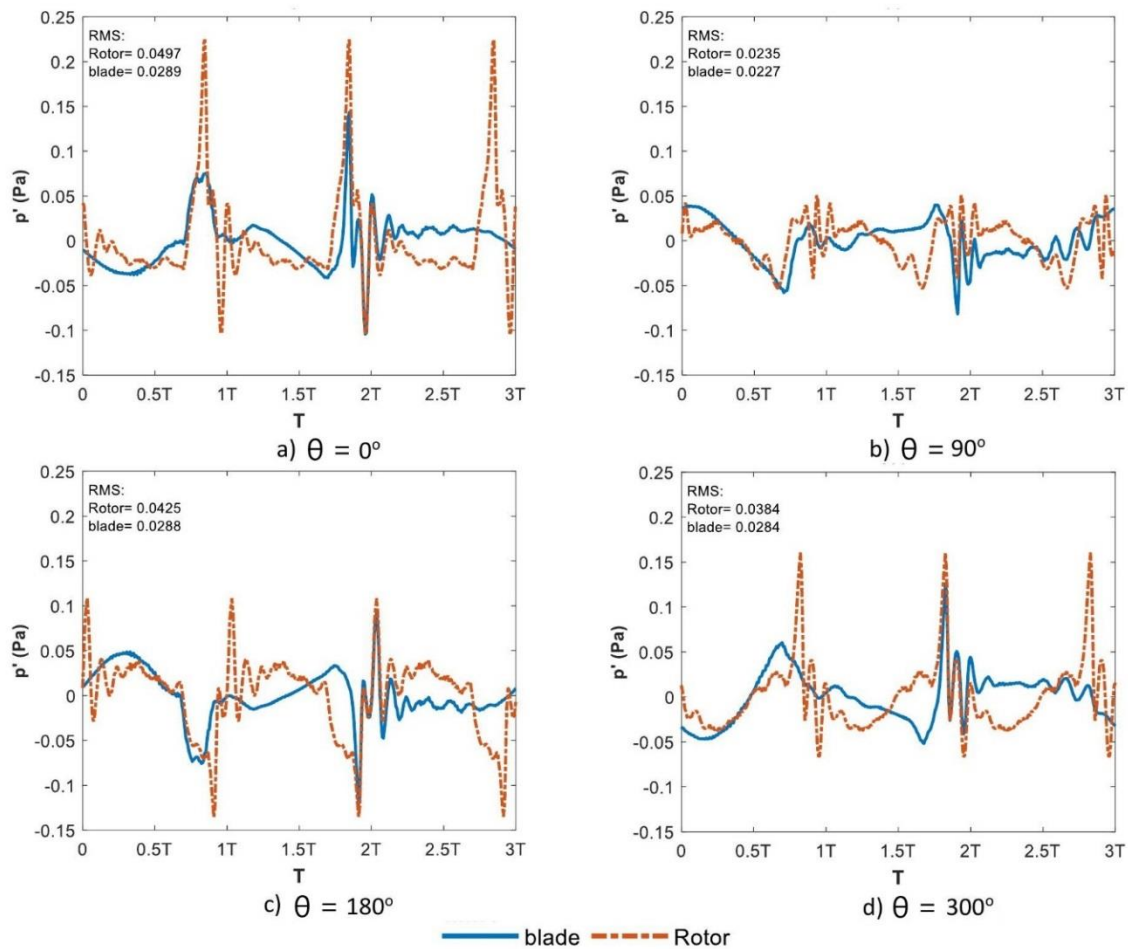 0.25
0.2
0.15
0.1
0.05
0
-0.05
-0.1
-0.15
p' (Pa)
RMS:
Rotor= 0.0497
blade= 0.0289
0 0.5T 1T 1.5T 2T 2.5T 3T
T
a) θ = 0°
0.25
0.2
0.15
0.1
0.05
0
-0.05
-0.1
-0.15
p' (Pa)
RMS:
Rotor= 0.0235
blade= 0.0227
0 0.5T 1T 1.5T 2T 2.5T 3T
T
b) θ = 90°
0.25
0.2
0.15
0.1
0.05
0
-0.05
-0.1
-0.15
p' (Pa)
RMS:
Rotor= 0.0425
blade= 0.0288
0 0.5T 1T 1.5T 2T 2.5T 3T
T
c) θ = 180°
0.25
0.2
0.15
0.1
0.05
0
-0.05
-0.1
-0.15
p' (Pa)
RMS:
Rotor= 0.0384
blade= 0.0284
0 0.5T 1T 1.5T 2T 2.5T 3T
T
d) θ = 300°
blade Rotor